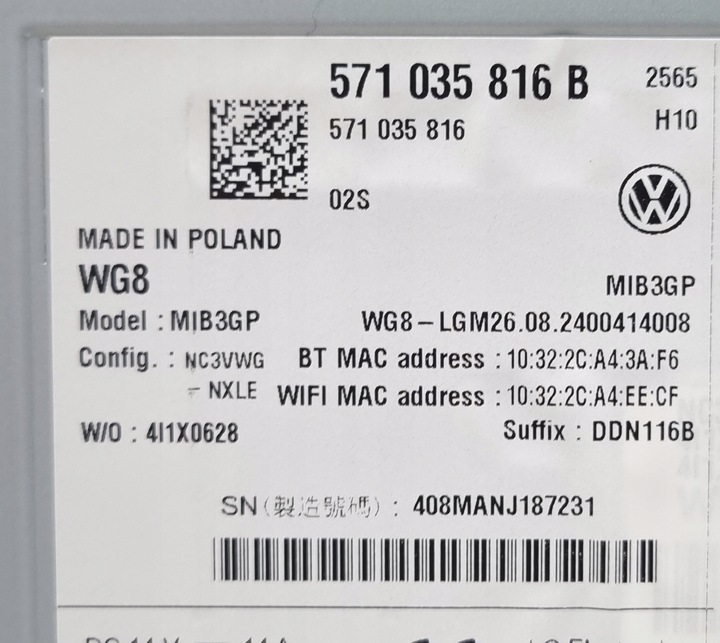 571 035 816 B 2565
571 035 816 H10
02S
MADE IN POLAND
WG8 MIB3GP
Model : MIB3GP WG8-LGM26.08.2400414008
Config. : NC3VWG BT MAC address : 10:32:2C:A4:3A:F6
- NXLE WIFI MAC address : 10:32:2C:A4:EE:CF
W/O : 4I1X0628 Suffix : DDN116B
SN(製造號碼) : 408MANJ187231